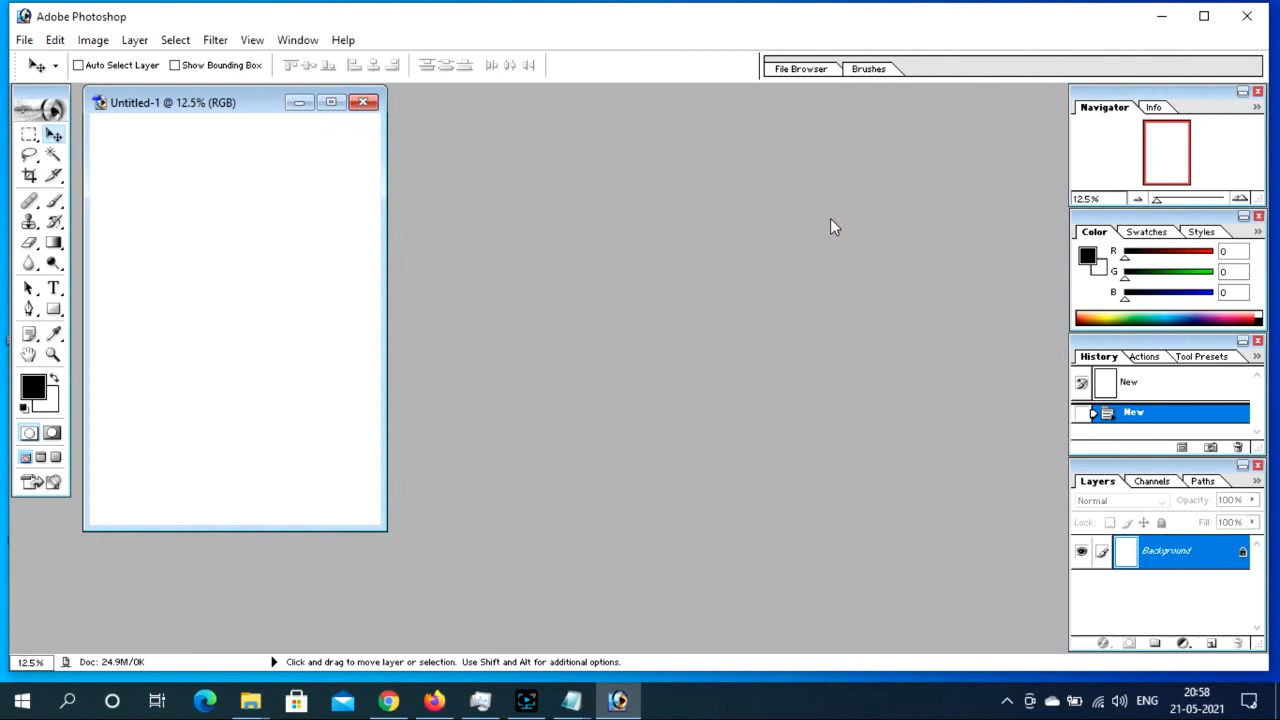 Adobe Photoshop
File Edit Image Layer Select Filter View Window Help
Auto Select Layer Show Bounding Box File Browser Brushes
Untitled-1 @ 12.5% (RGB)
Navigator Info
12.5%
Color Swatches Styles
R 0
G 0
B 0
History Actions Tool Presets
New
New
Layers Channels Paths
Normal Opacity: 100%
Lock: Fill: 100%
Background
12.5% Doc: 24.9M/0K Click and drag to move layer or selection. Use Shift and Alt for additional options.
ENG
20:58
21-05-2021